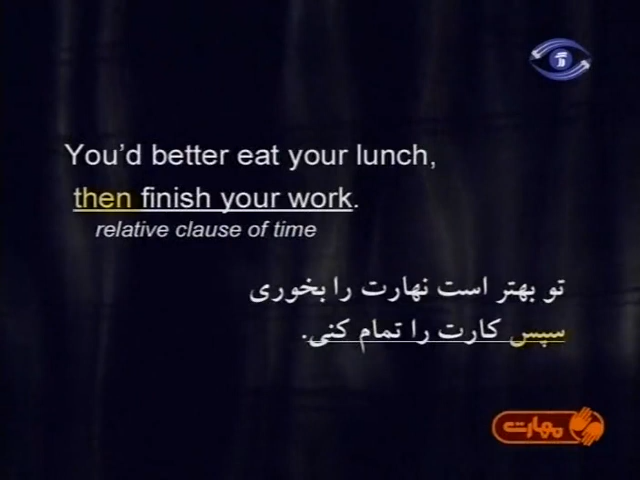 You'd better eat your lunch,
then finish your work.
relative clause of time
تو بهتر است نهارت را بخوری
سپس کارت را تمام کنی.
مهارت